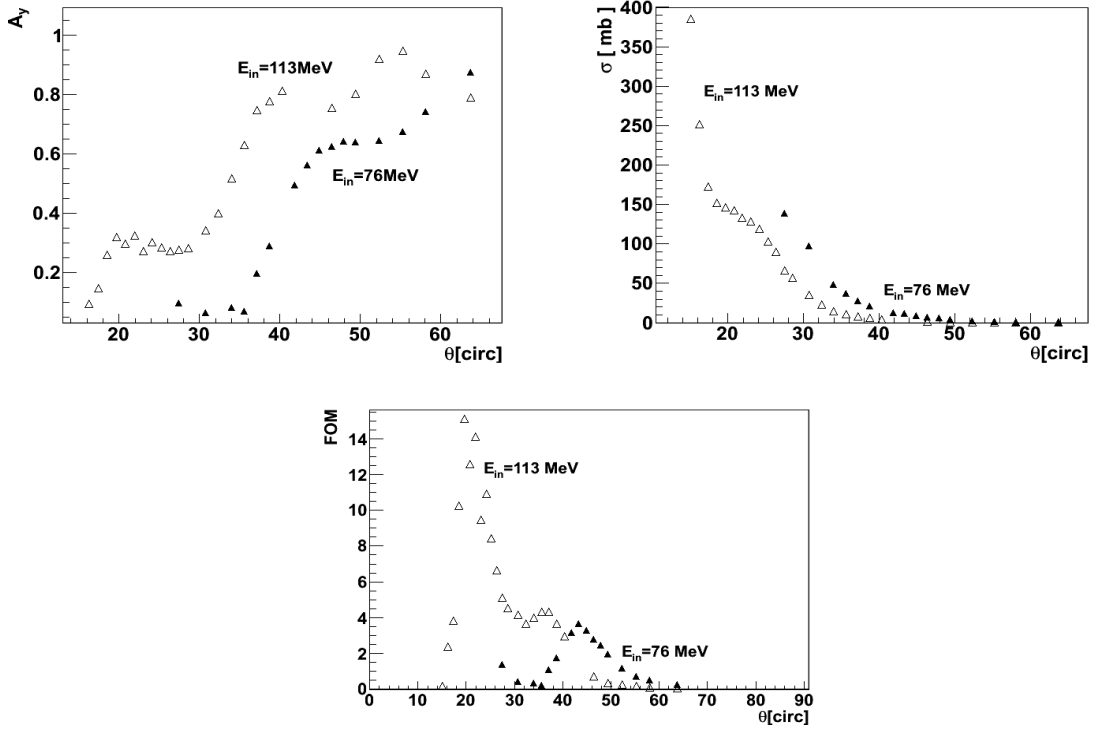 A_y
1
0.8
0.6
0.4
0.2
20 30 40 50 60
θ[circ]
E_in=113MeV
E_in=76MeV
σ [ mb]
400
350
300
250
200
150
100
50
0
20 30 40 50 60
θ[circ]
E_in=113 MeV
E_in=76 MeV
FOM
14
12
10
8
6
4
2
0
0 10 20 30 40 50 60 70 80 90
θ[circ]
E_in=113 MeV
E_in=76 MeV